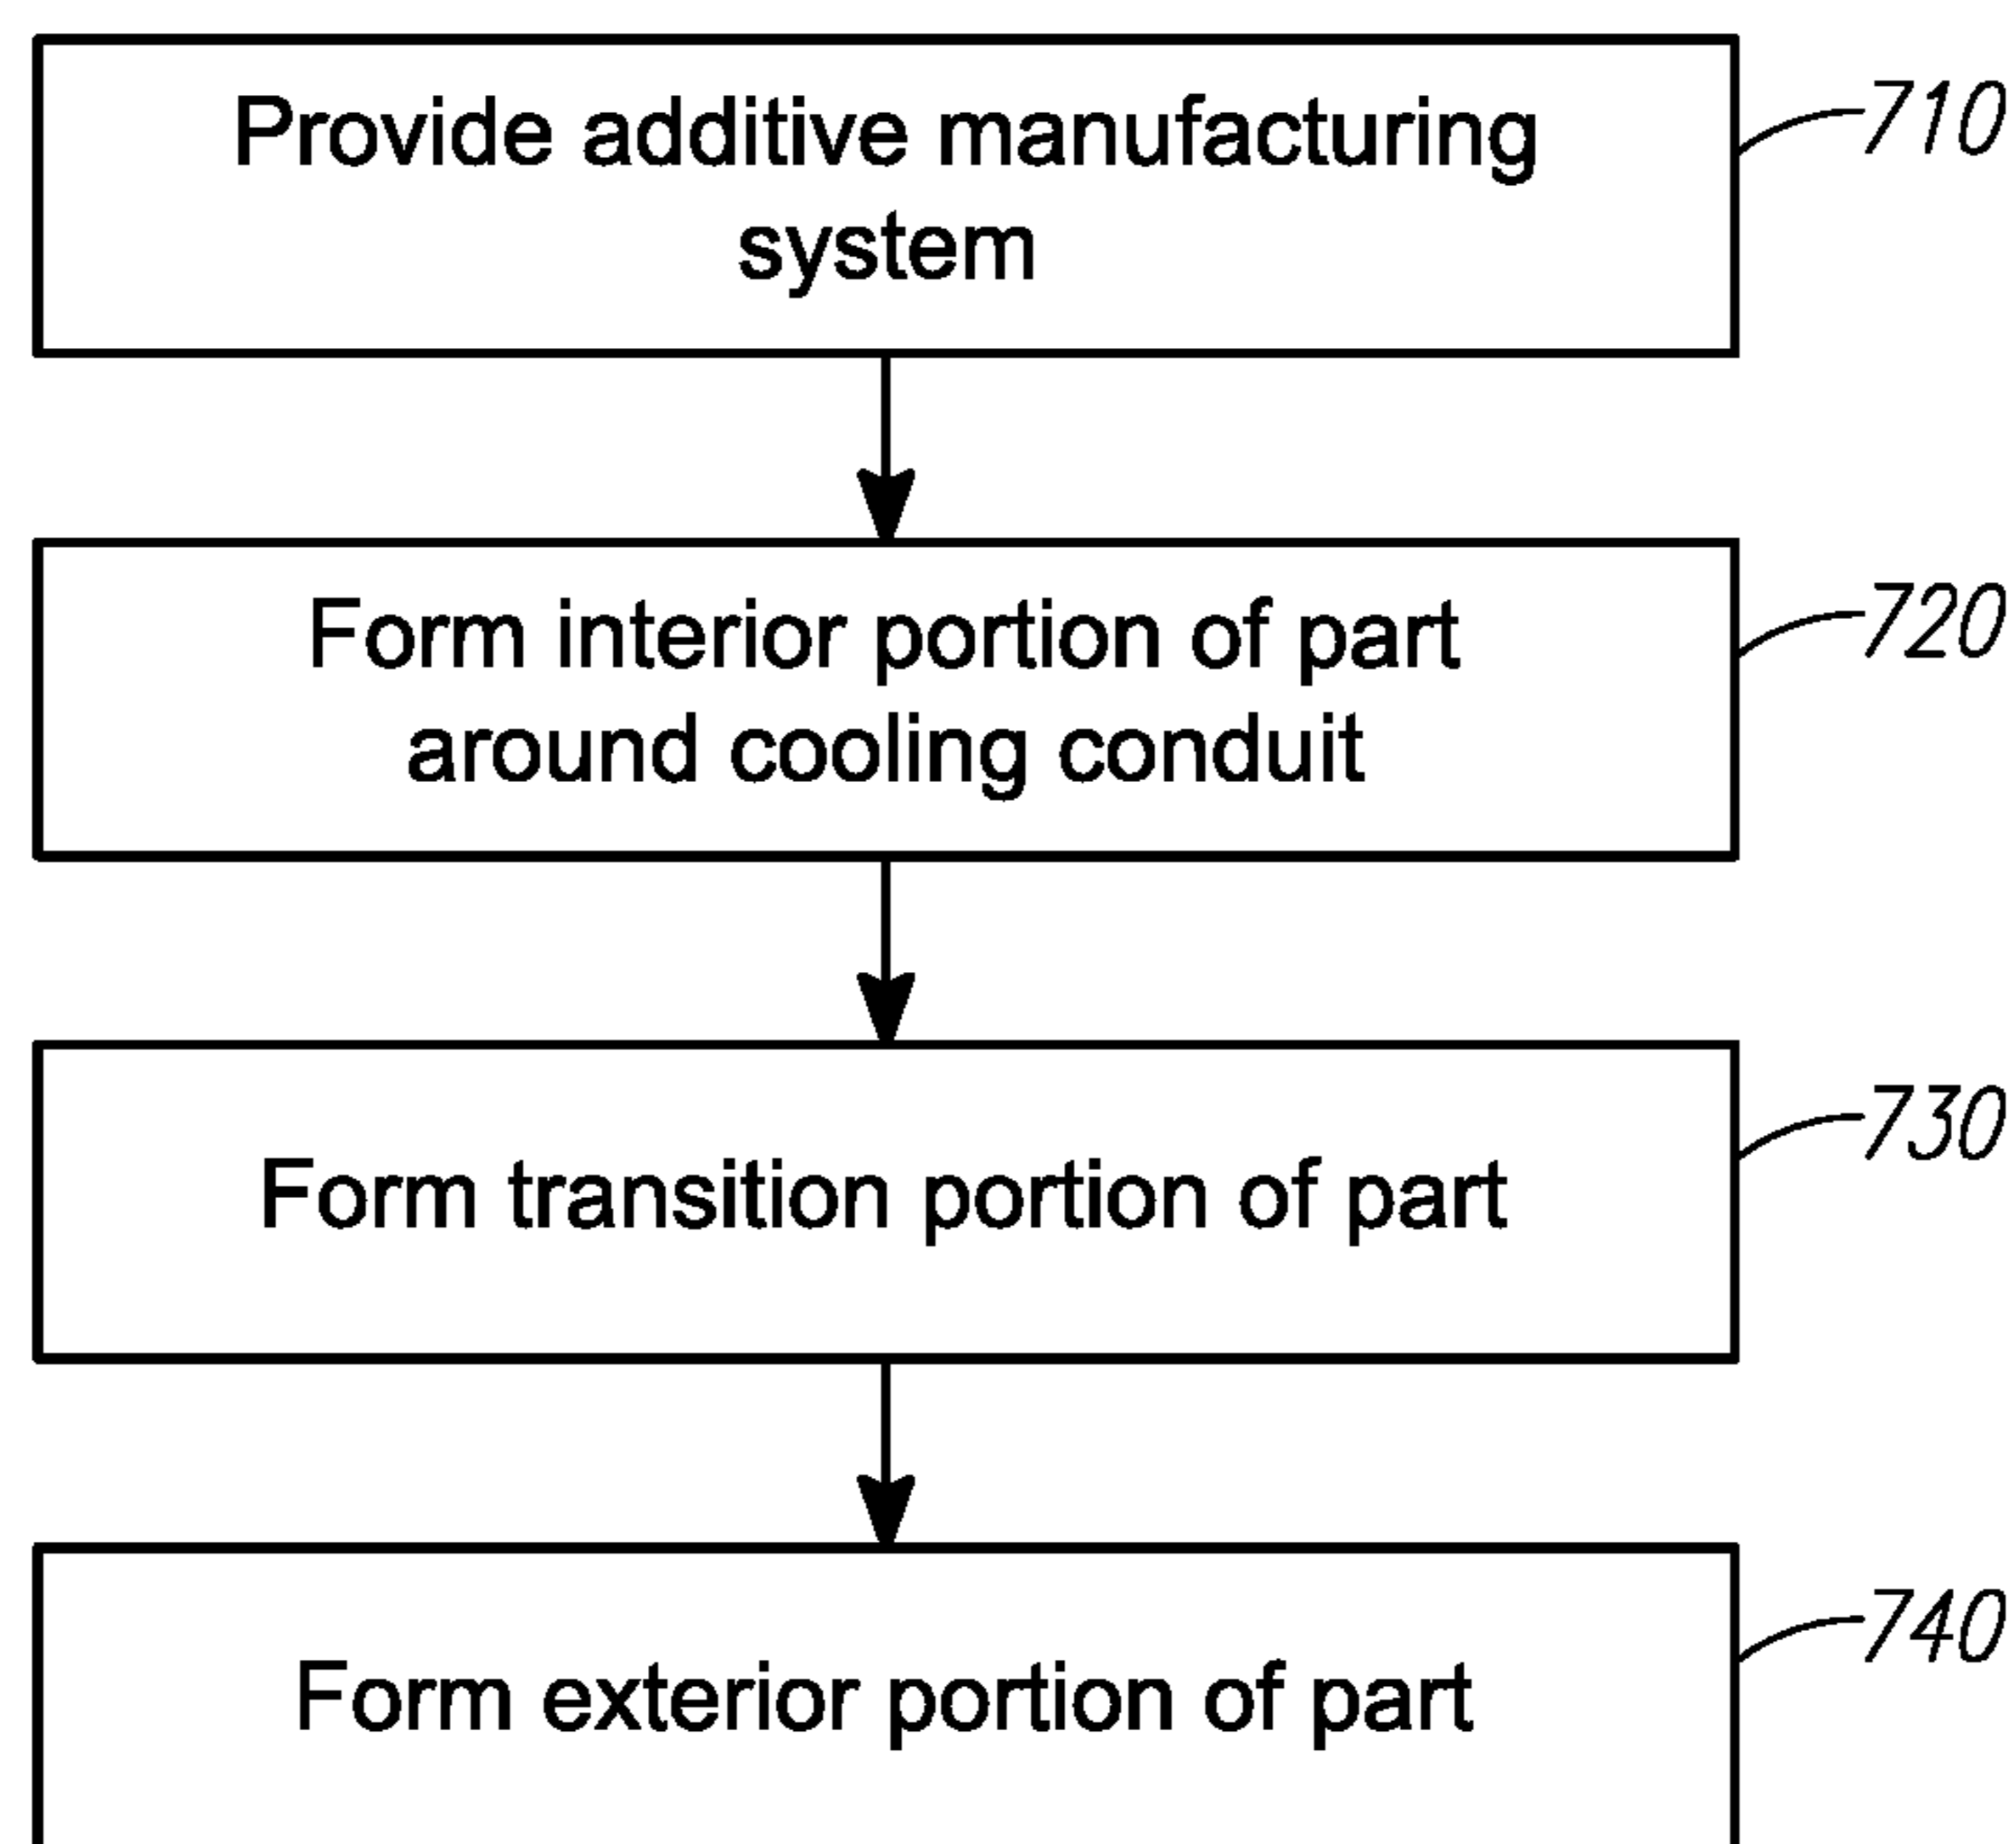 Provide additive manufacturing
system
710
Form interior portion of part
around cooling conduit
720
Form transition portion of part
730
Form exterior portion of part
740